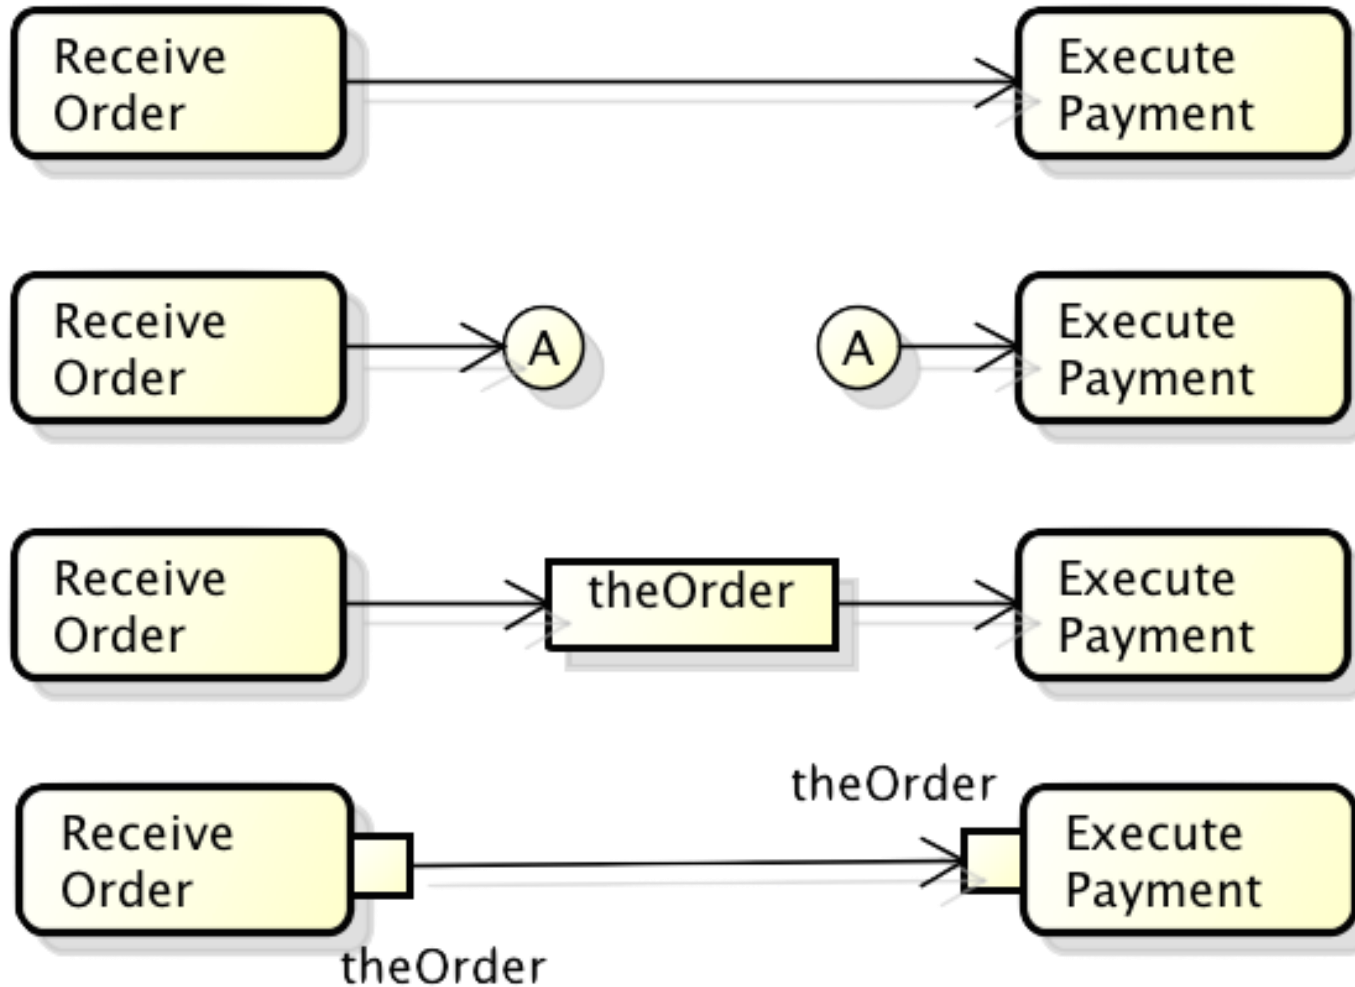 Receive
Order
Execute
Payment
Receive
Order
A
A
Execute
Payment
Receive
Order
theOrder
Execute
Payment
Receive
Order
theOrder
theOrder
Execute
Payment